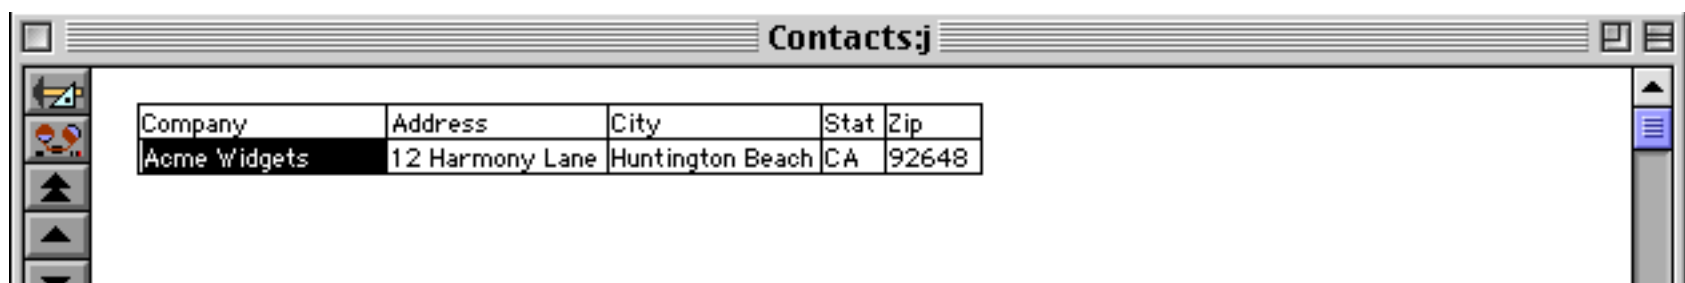 Contacts:j
Company Address City Stat Zip
Acme Widgets 12 Harmony Lane Huntington Beach CA 92648